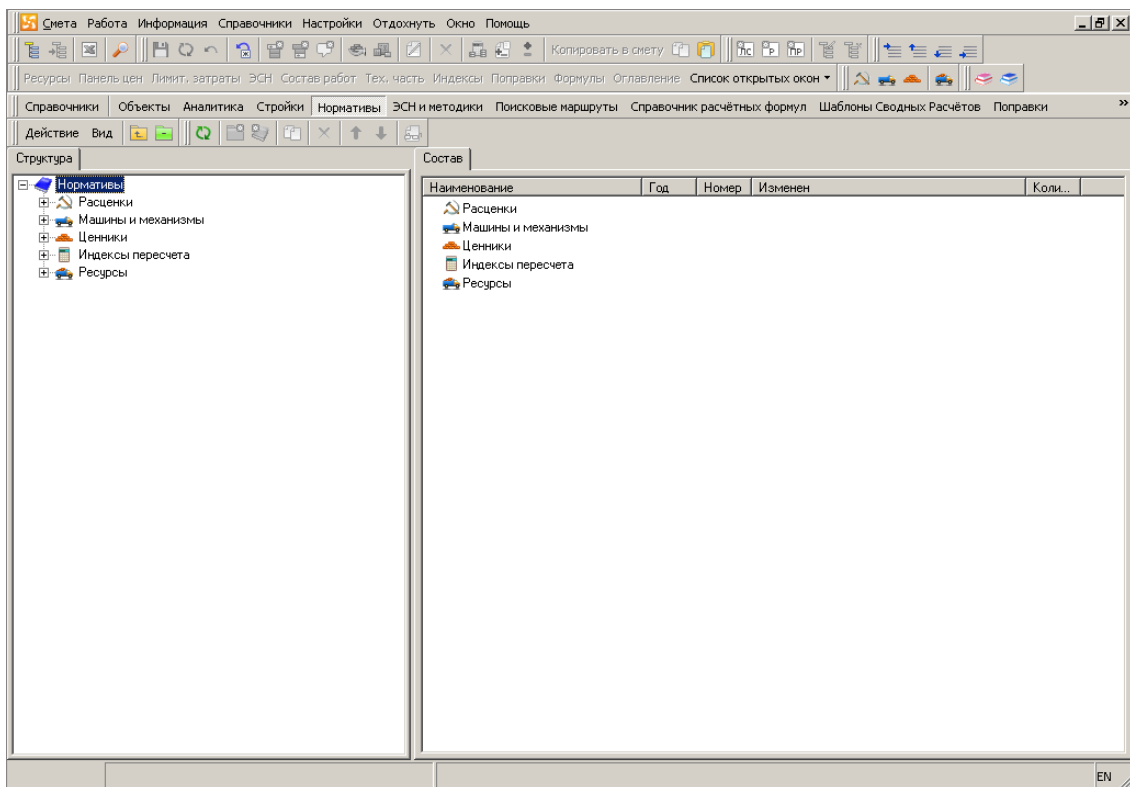 Смета Работа Информация Справочники Настройки Отдохнуть Окно Помощь
Копировать в смету ПС Р ПР
Ресурсы Панель цен Лимит. затраты ЭСН Состав работ Тех. часть Индексы Поправки Формулы Оглавление Список открытых окон
Справочники Объекты Аналитика Стройки Нормативы ЭСН и методики Поисковые маршруты Справочник расчётных формул Шаблоны Сводных Расчётов Поправки »
Действие Вид
Структура
Состав
Нормативы
Расценки
Машины и механизмы
Ценники
Индексы пересчета
Ресурсы
Наименование Год Номер Изменен Коли...
Расценки
Машины и механизмы
Ценники
Индексы пересчета
Ресурсы
EN